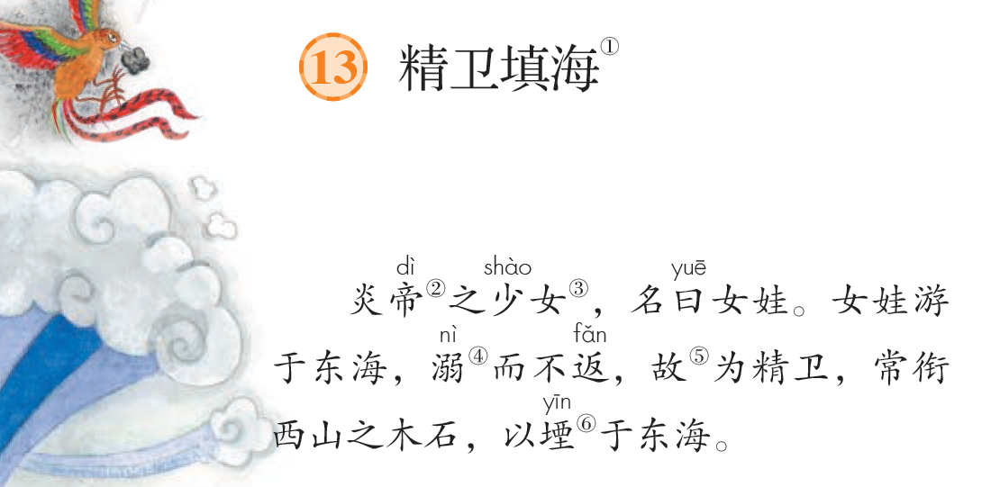 13 精卫填海①
dì shào yuē
炎帝②之少女③，名曰女娃。女娃游
nì fǎn
于东海，溺④而不返，故⑤为精卫，常衔
yīn
西山之木石，以堙⑥于东海。